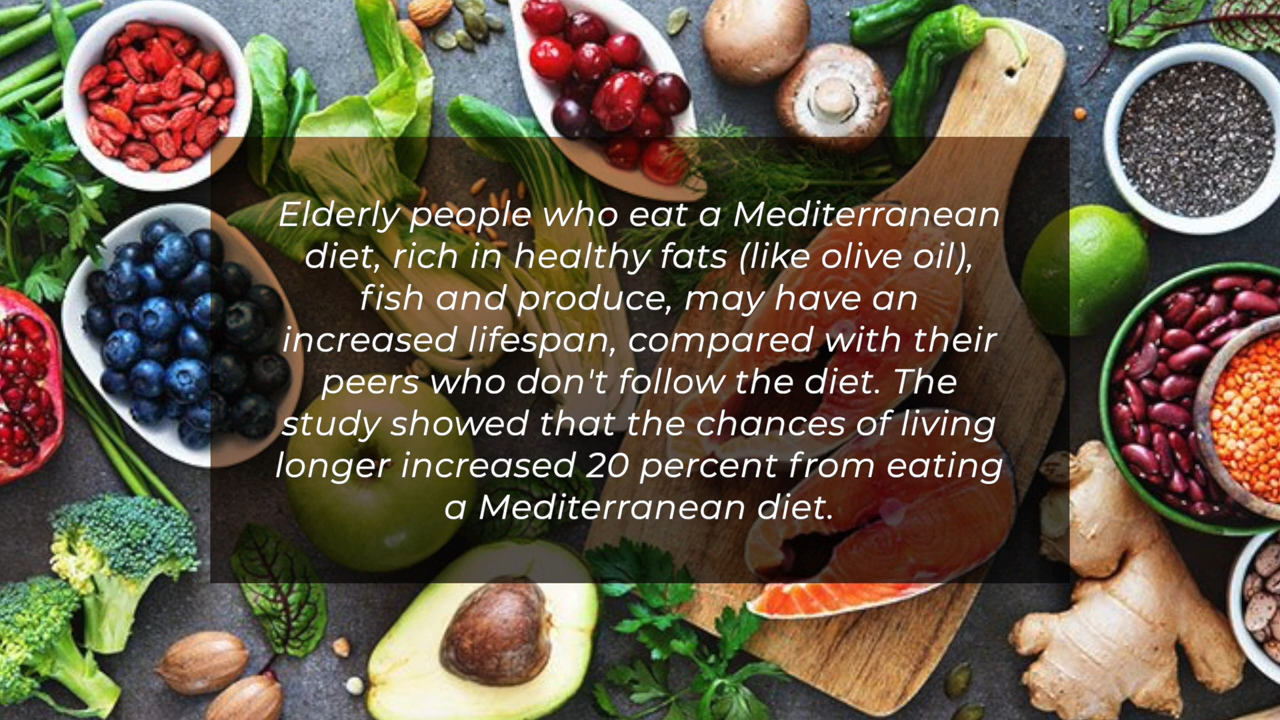 Elderly people who eat a Mediterranean
diet, rich in healthy fats (like olive oil),
fish and produce, may have an
increased lifespan, compared with their
peers who don't follow the diet. The
study showed that the chances of living
longer increased 20 percent from eating
a Mediterranean diet.